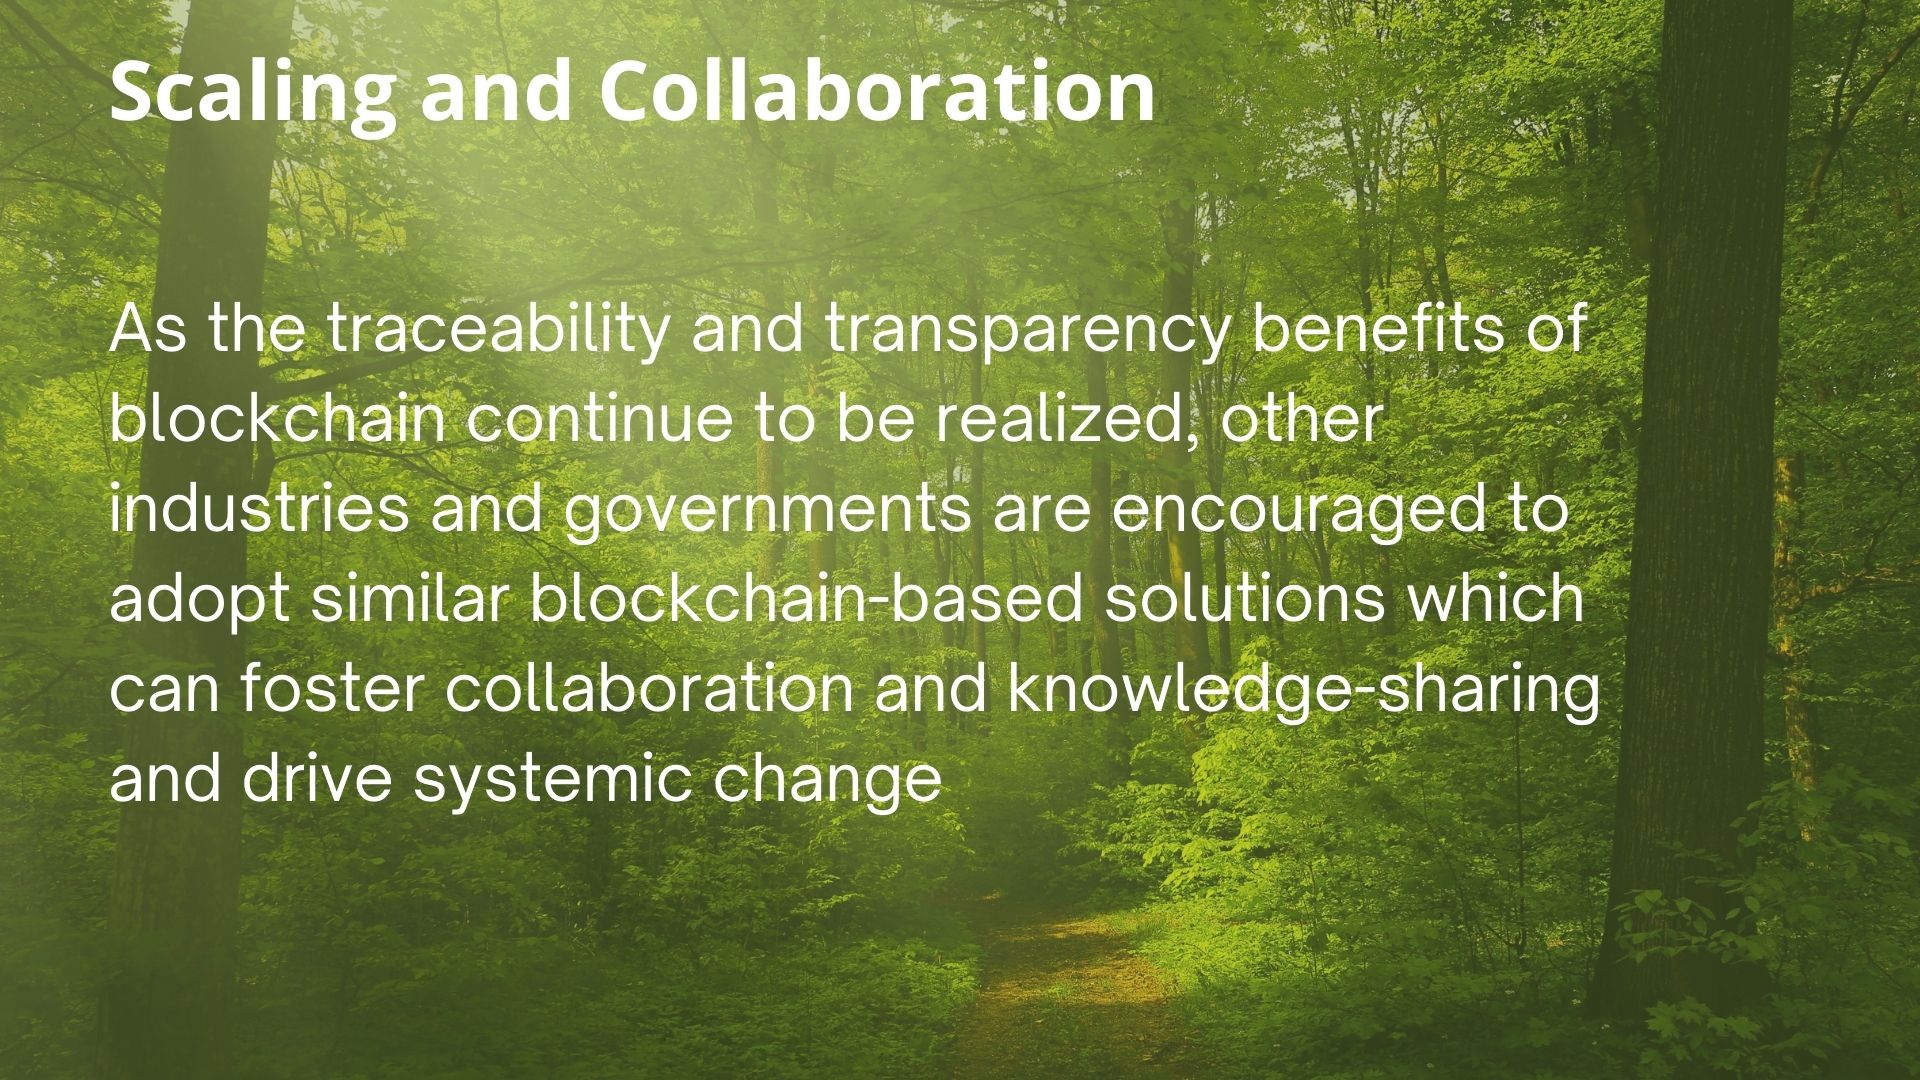 Scaling and Collaboration
As the traceability and transparency benefits of
blockchain continue to be realized, other
industries and governments are encouraged to
adopt similar blockchain-based solutions which
can foster collaboration and knowledge-sharing
and drive systemic change